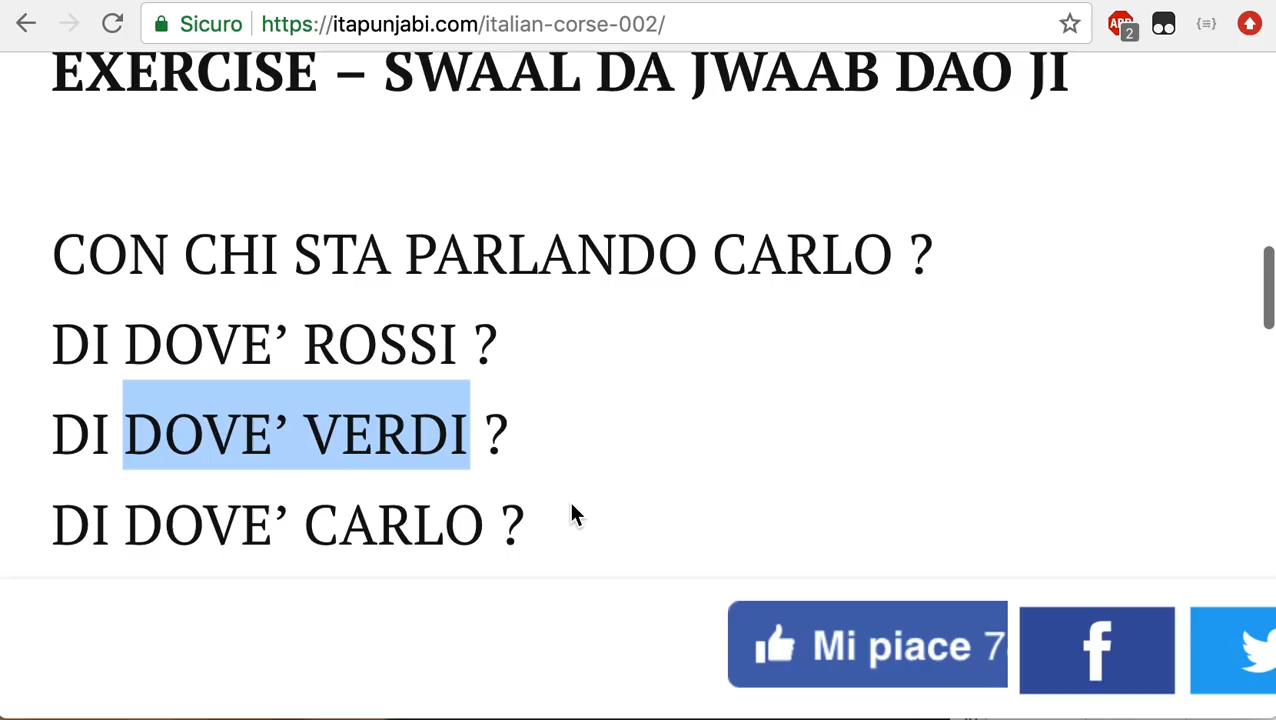 Sicuro https://itapunjabi.com/italian-corse-002/
2
EXERCISE – SWAAL DA JWAAB DAO JI
CON CHI STA PARLANDO CARLO ?
DI DOVE’ ROSSI ?
DI DOVE’ VERDI ?
DI DOVE’ CARLO ?
Mi piace 7
f